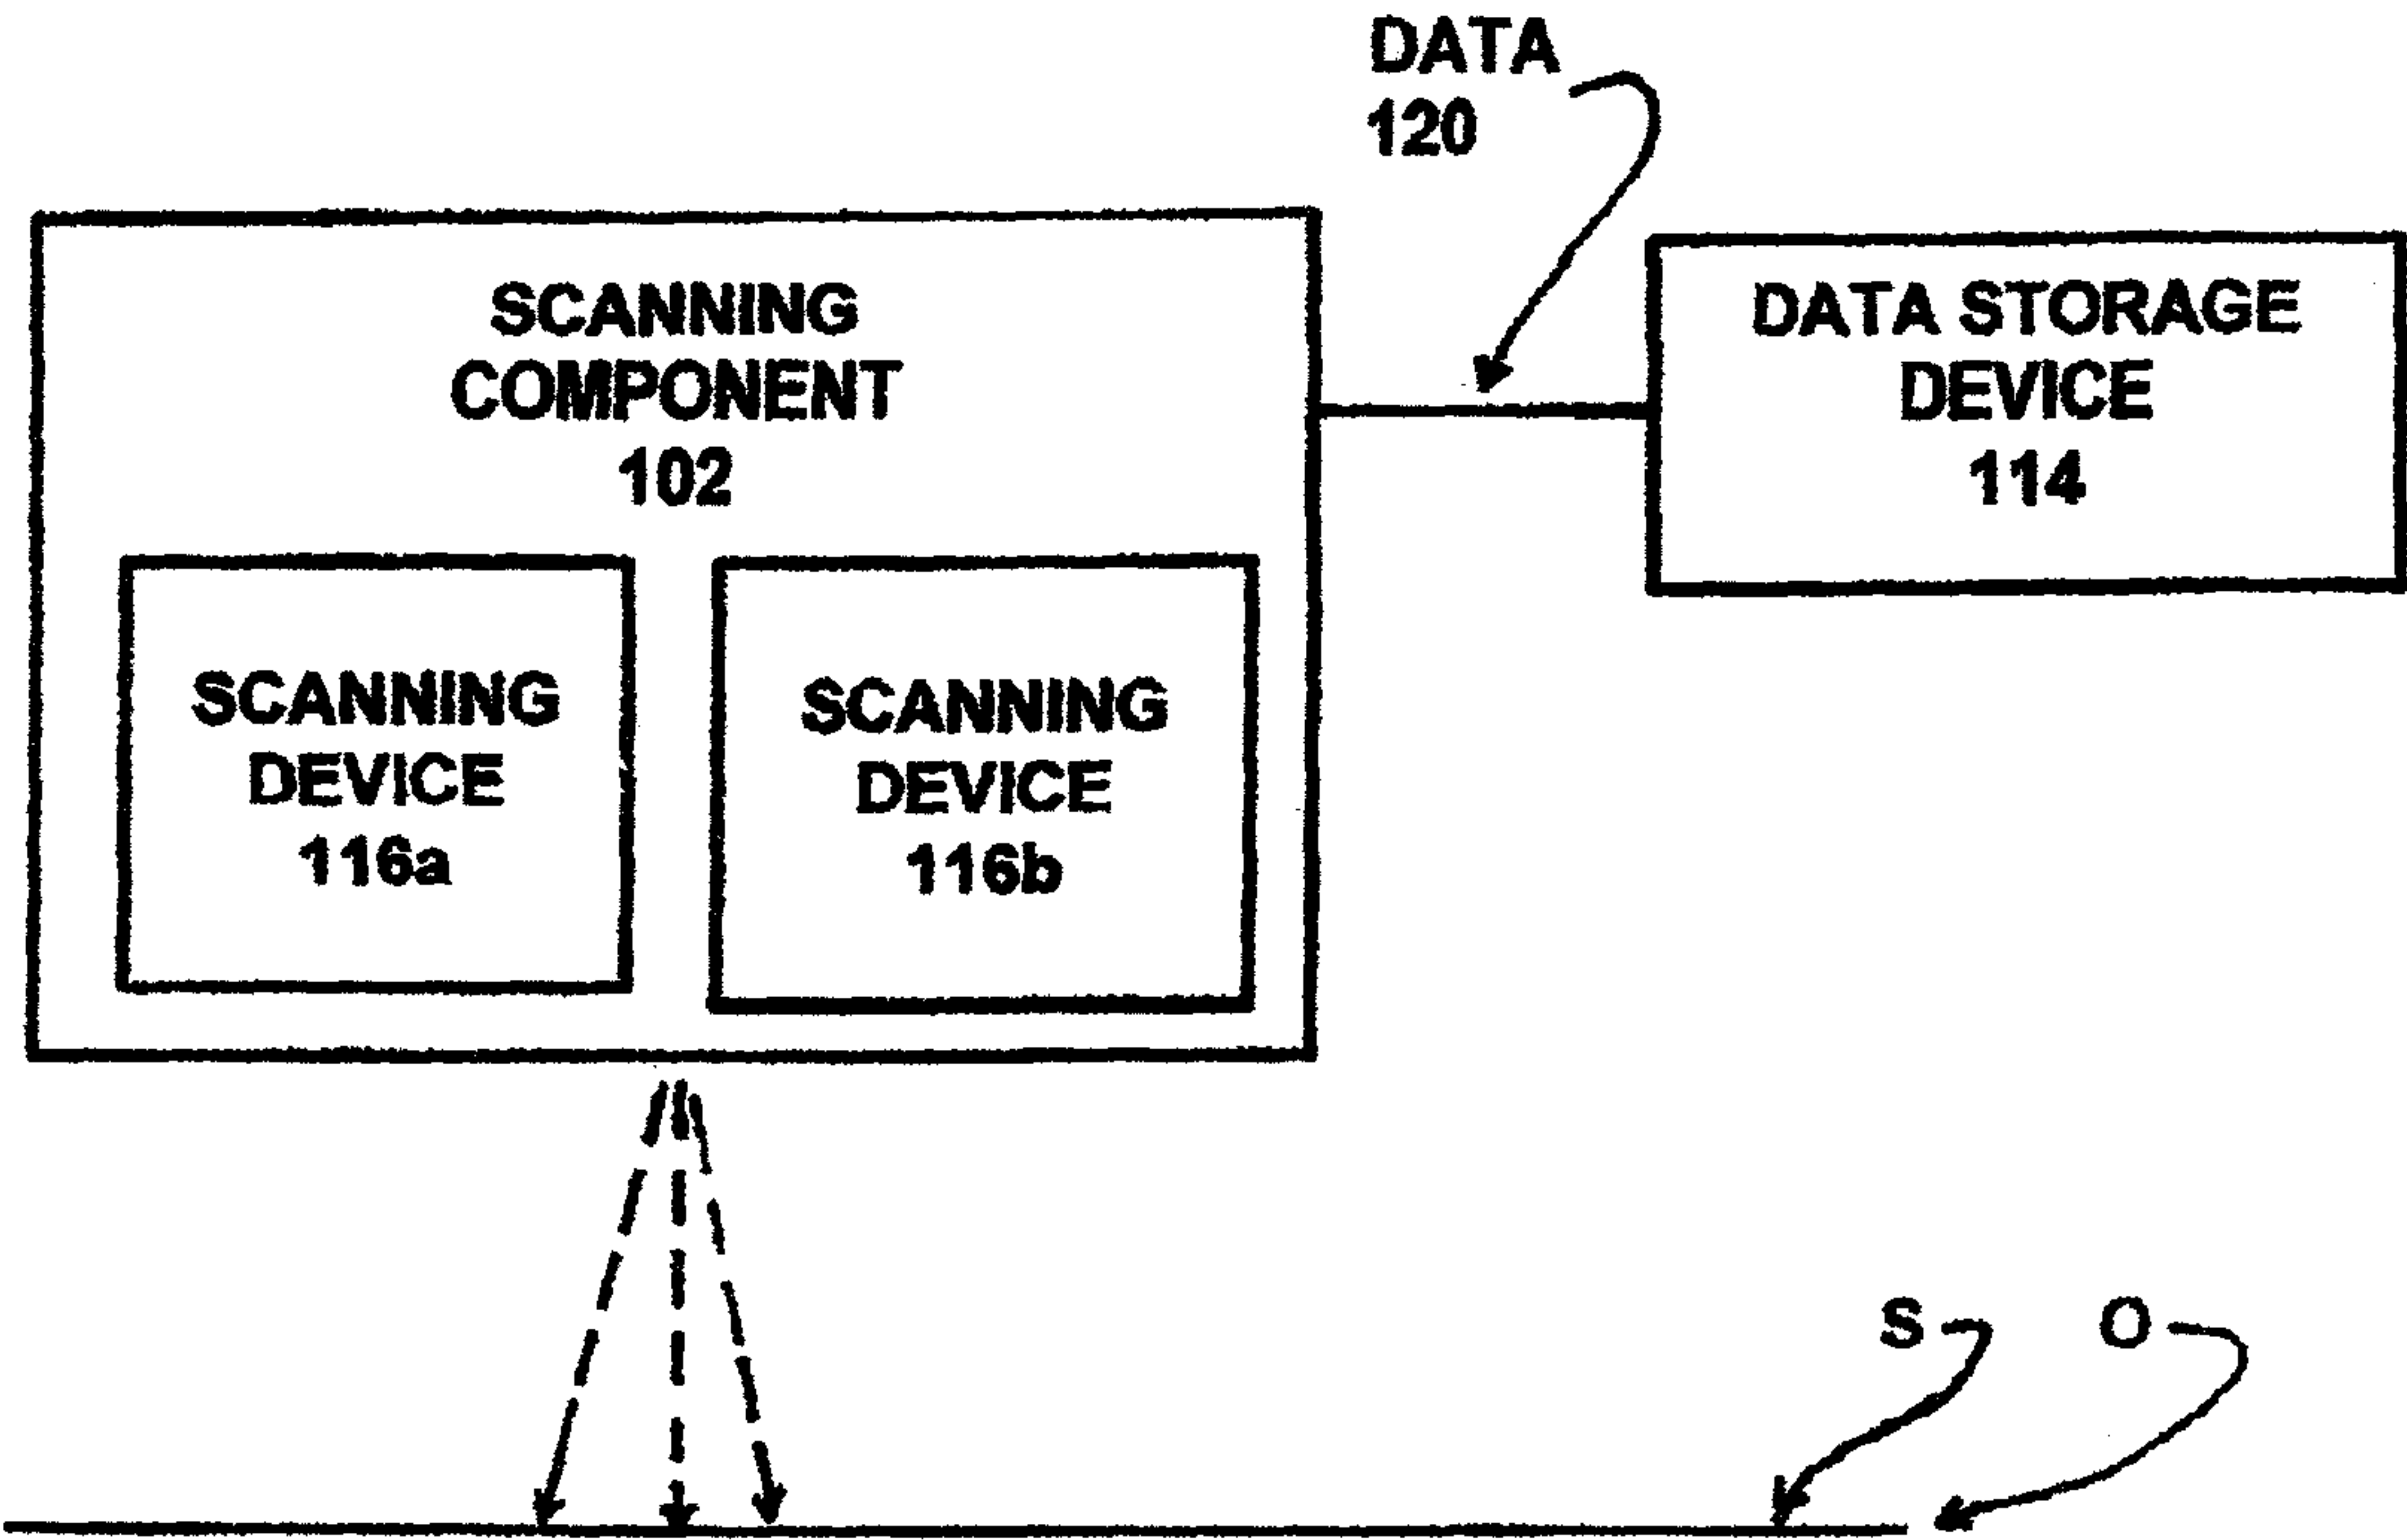 DATA
120
SCANNING
COMPONENT
102
DATA STORAGE
DEVICE
114
SCANNING
DEVICE
116a
SCANNING
DEVICE
116b
S
O